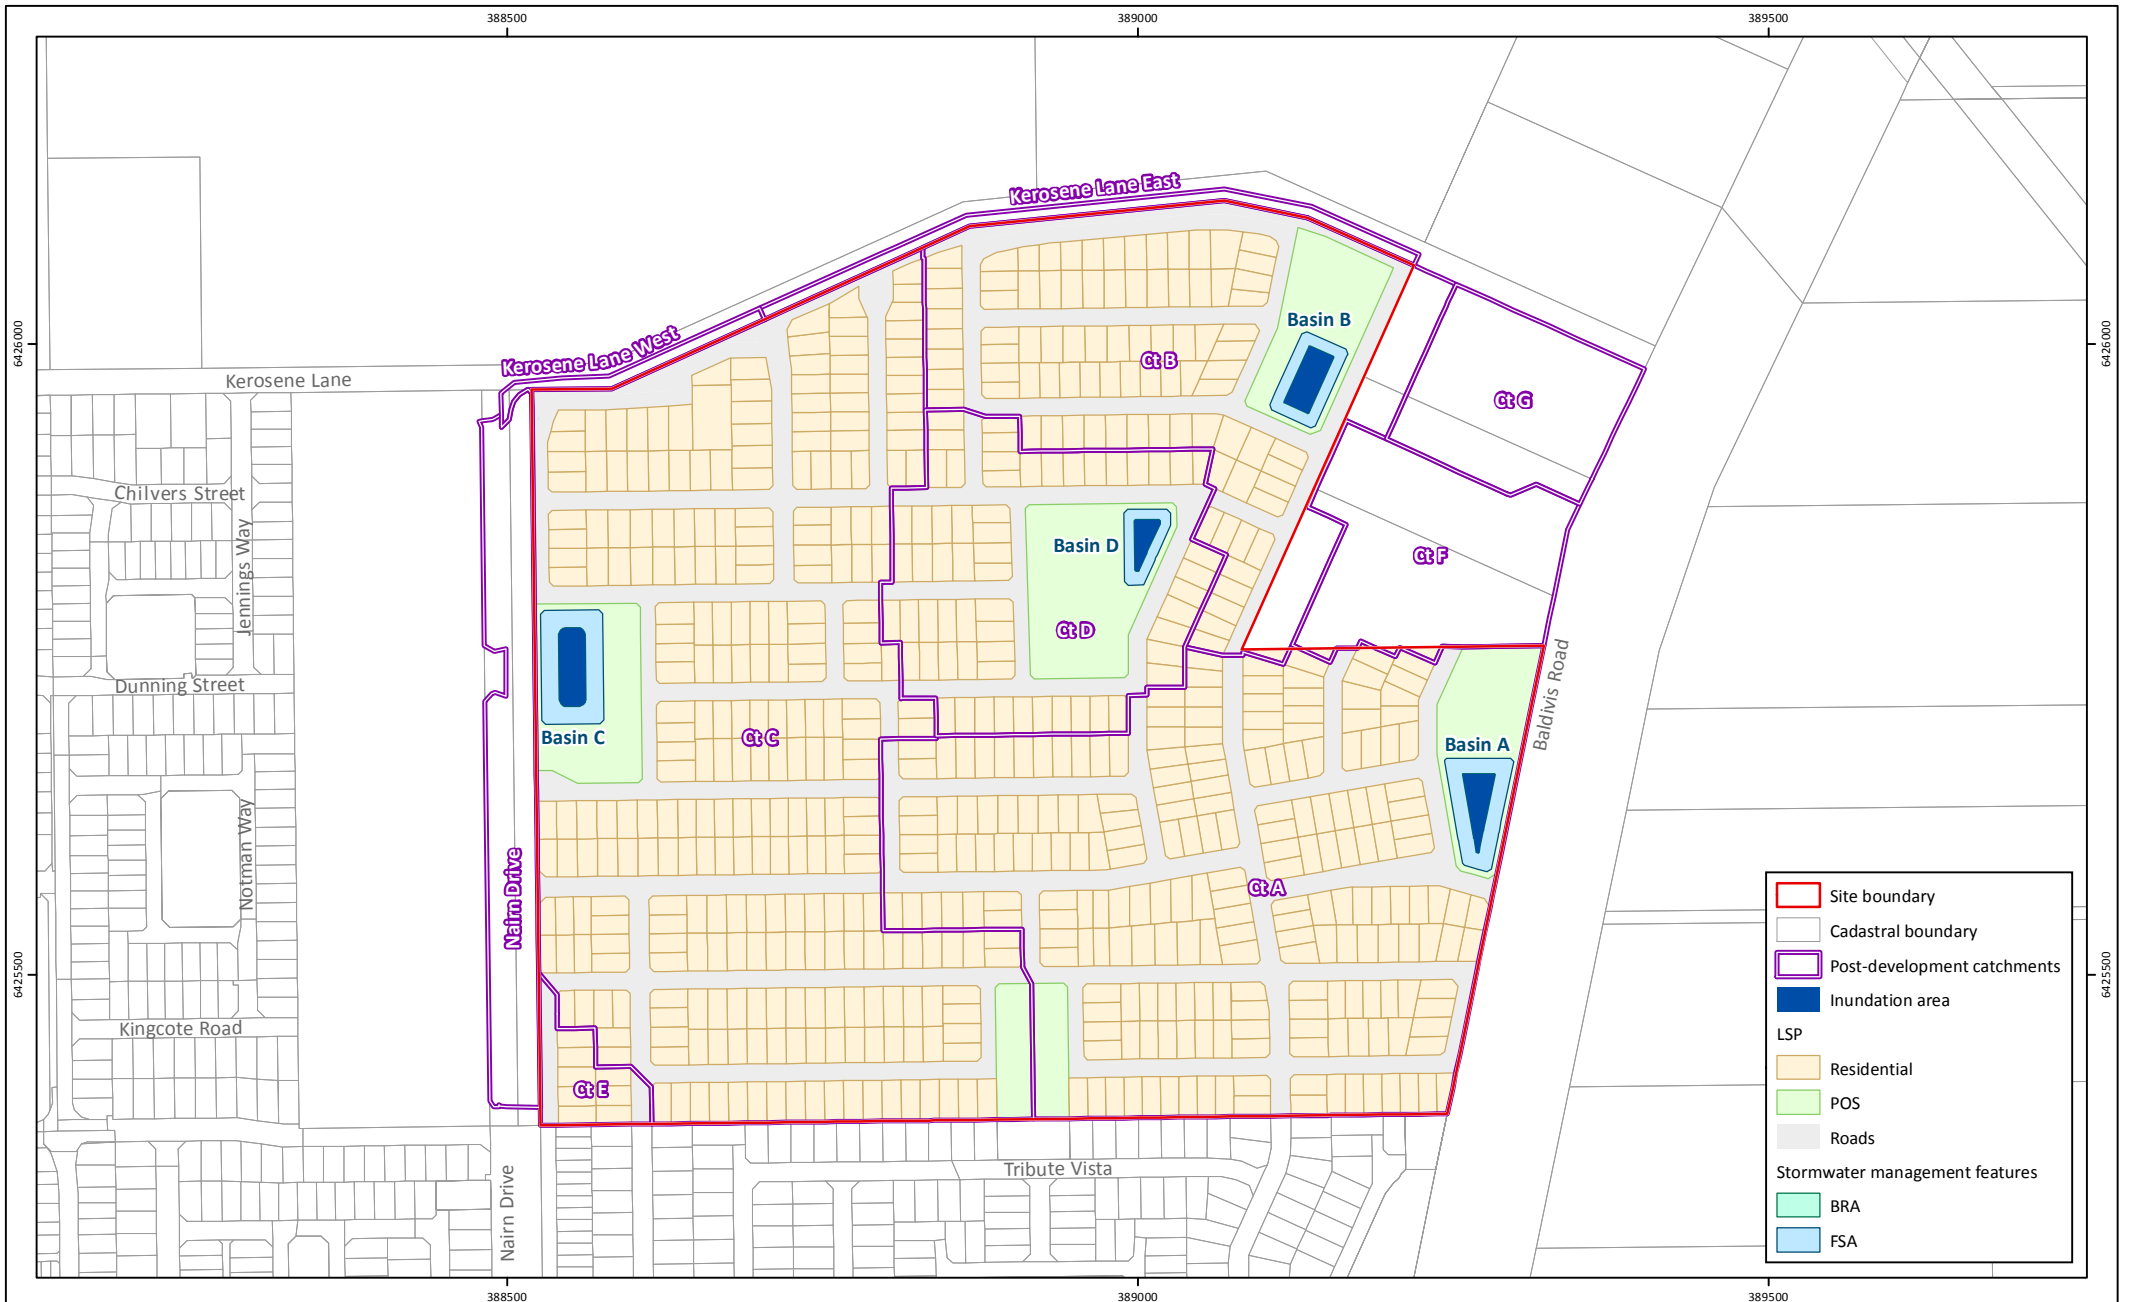 388500
389000
389500
Kerosene Lane East
6426000
6426000
Basin B
Kerosene Lane West
Ct B
Kerosene Lane
Ct G
Chilvers Street
Jennings Way
Basin D
Ct F
Ct D
Dunning Street
Baldivis Road
Basin C
Ct C
Basin A
Notman Way
Nairn Drive
Ct A
Site boundary
Cadastral boundary
Post-development catchments
6425500
6425500
Inundation area
Kingcote Road
LSP
Residential
Ct E
POS
Roads
Tribute Vista
Stormwater management features
Nairn Drive
BRA
FSA
388500
389000
389500